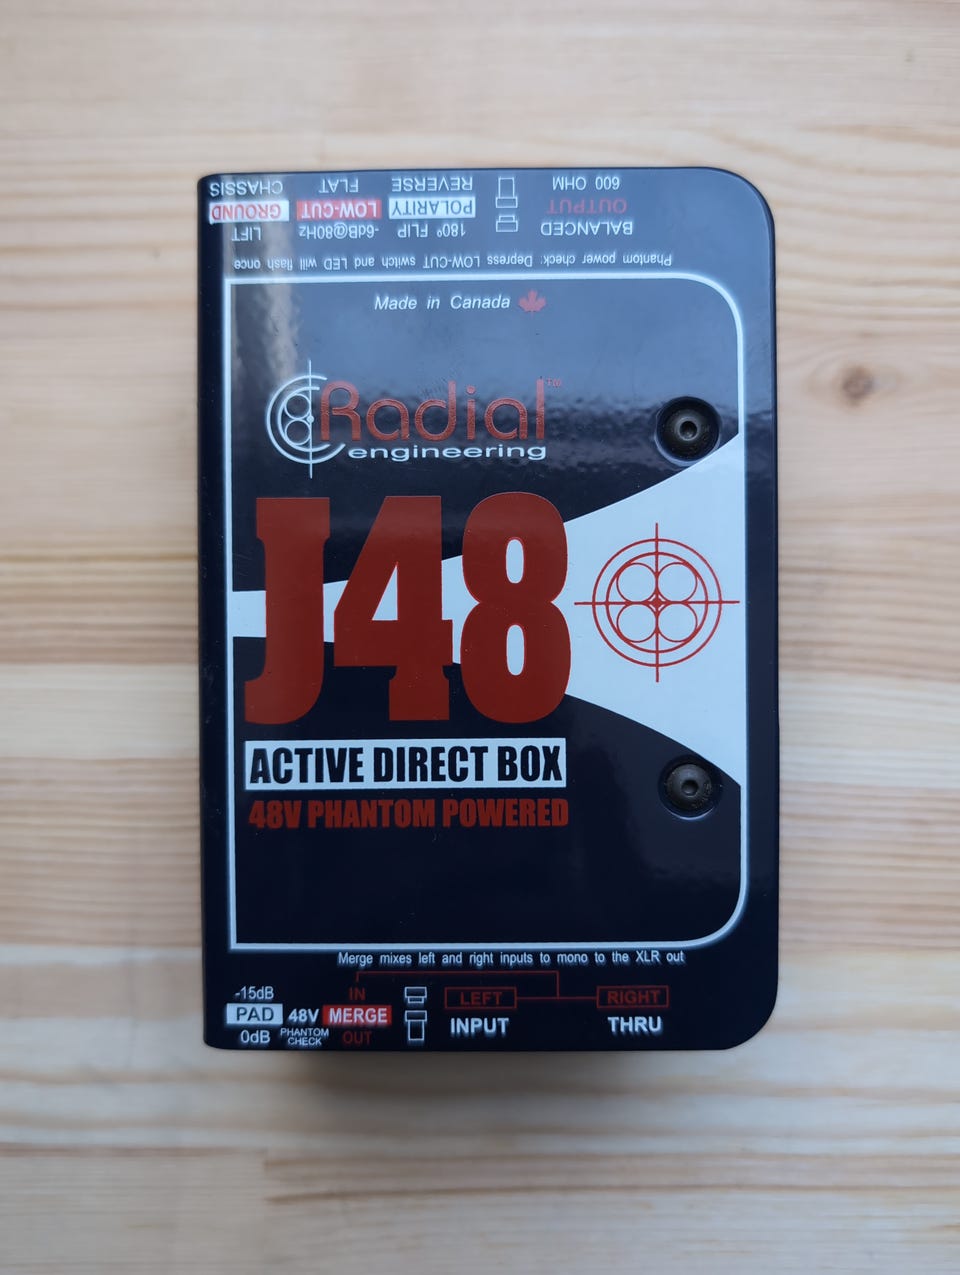 CHASSIS FLAT REVERSE 600 OHM
GROUND LOW-CUT POLARITY OUTPUT
LIFT -6dB@80Hz 180° FLIP BALANCED
Phantom power check: Depress LOW-CUT switch and LED will flash once
Made in Canada
Radial™
engineering
J48
ACTIVE DIRECT BOX
48V PHANTOM POWERED
Merge mixes left and right inputs to mono to the XLR out
-15dB IN LEFT RIGHT
PAD 48V MERGE INPUT THRU
0dB PHANTOM CHECK OUT